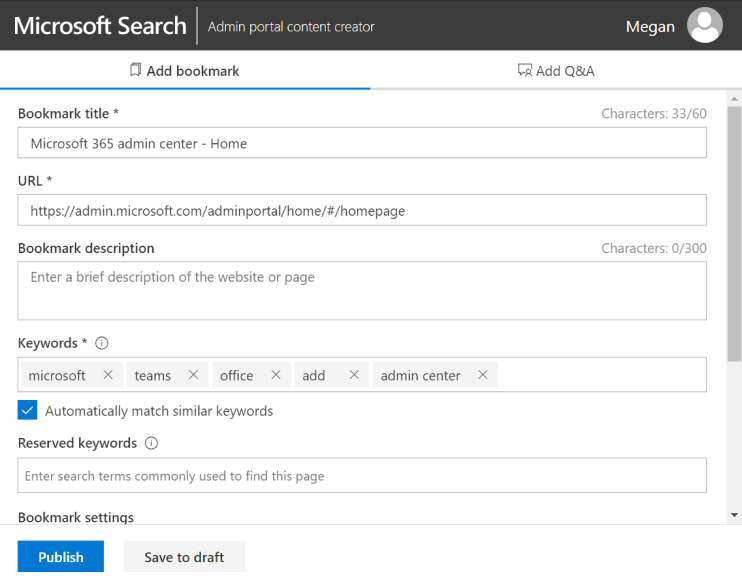 Microsoft Search Admin portal content creator Megan
Add bookmark Add Q&A
Bookmark title * Characters: 33/60
Microsoft 365 admin center - Home
URL *
https://admin.microsoft.com/adminportal/home/#/homepage
Bookmark description Characters: 0/300
Enter a brief description of the website or page
Keywords *
microsoft teams office add admin center
Automatically match similar keywords
Reserved keywords
Enter search terms commonly used to find this page
Bookmark settings
Publish Save to draft